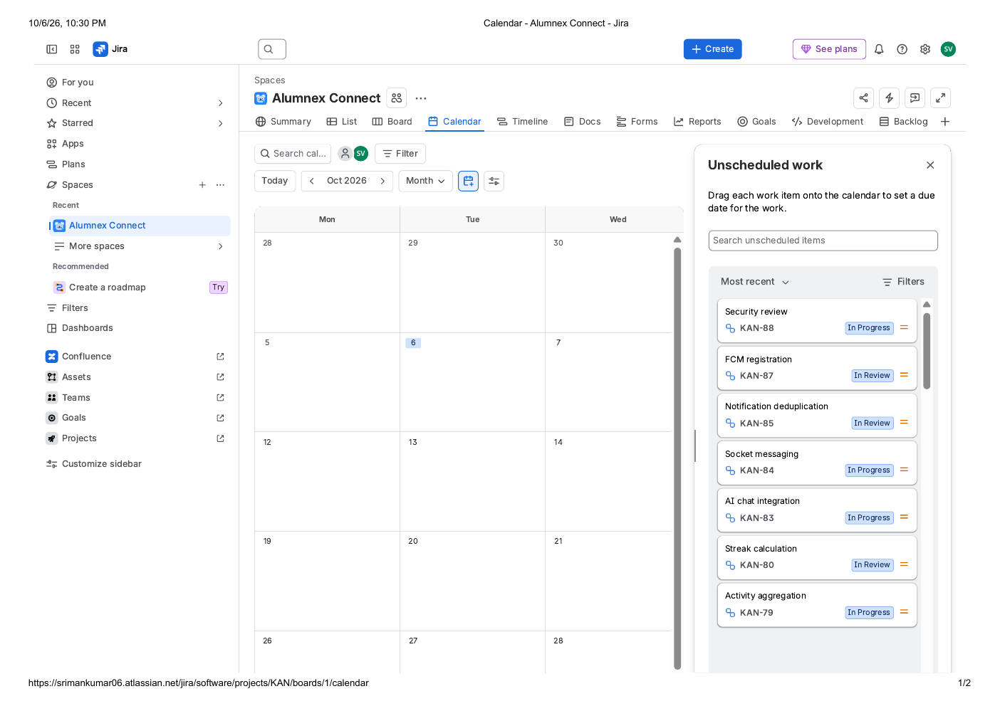 10/6/26, 10:30 PM
Calendar - Alumnex Connect - Jira
Jira
Create
See plans
SV
For you
Recent
Starred
Apps
Plans
Spaces
Recent
Alumnex Connect
More spaces
Recommended
Create a roadmap
Try
Filters
Dashboards
Confluence
Assets
Teams
Goals
Projects
Customize sidebar
Spaces
Alumnex Connect
Summary
List
Board
Calendar
Timeline
Docs
Forms
Reports
Goals
Development
Backlog
Search cal...
SV
Filter
Today
Oct 2026
Month
Mon Tue Wed
28 29 30
5 6 7
12 13 14
19 20 21
26 27 28
Unscheduled work
Drag each work item onto the calendar to set a due
date for the work.
Search unscheduled items
Most recent
Filters
Security review
KAN-88 In Progress
FCM registration
KAN-87 In Review
Notification deduplication
KAN-85 In Review
Socket messaging
KAN-84 In Progress
AI chat integration
KAN-83 In Progress
Streak calculation
KAN-80 In Review
Activity aggregation
KAN-79 In Progress
https://srimankumar06.atlassian.net/jira/software/projects/KAN/boards/1/calendar
1/2